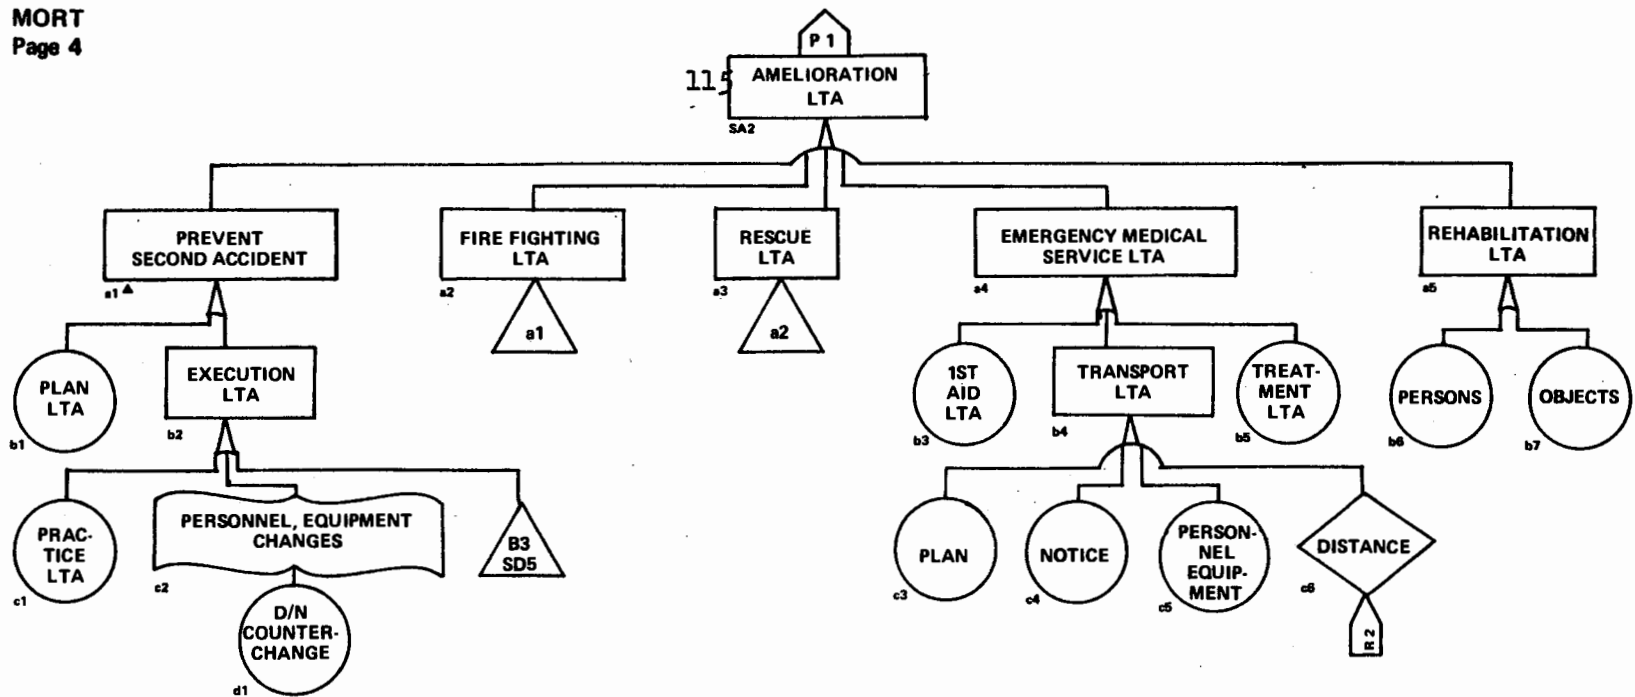 MORT
Page 4
P 1
115
AMELIORATION
LTA
SA2
PREVENT
SECOND ACCIDENT
a1
FIRE FIGHTING
LTA
a2
RESCUE
LTA
a3
EMERGENCY MEDICAL
SERVICE LTA
a4
REHABILITATION
LTA
a5
a1
a2
PLAN
LTA
b1
EXECUTION
LTA
b2
1ST
AID
LTA
b3
TRANSPORT
LTA
b4
TREAT-
MENT
LTA
b5
PERSONS
b6
OBJECTS
b7
PRAC-
TICE
LTA
c1
PERSONNEL, EQUIPMENT
CHANGES
c2
B3
SD5
PLAN
c3
NOTICE
c4
PERSON-
NEL
EQUIP-
MENT
c5
DISTANCE
c6
R 2
D/N
COUNTER-
CHANGE
d1